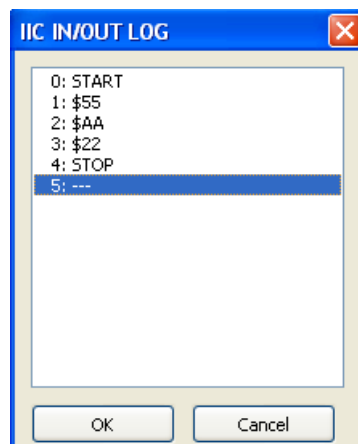 IIC IN/OUT LOG
0: START
1: $55
2: $AA
3: $22
4: STOP
5: ---
OK
Cancel